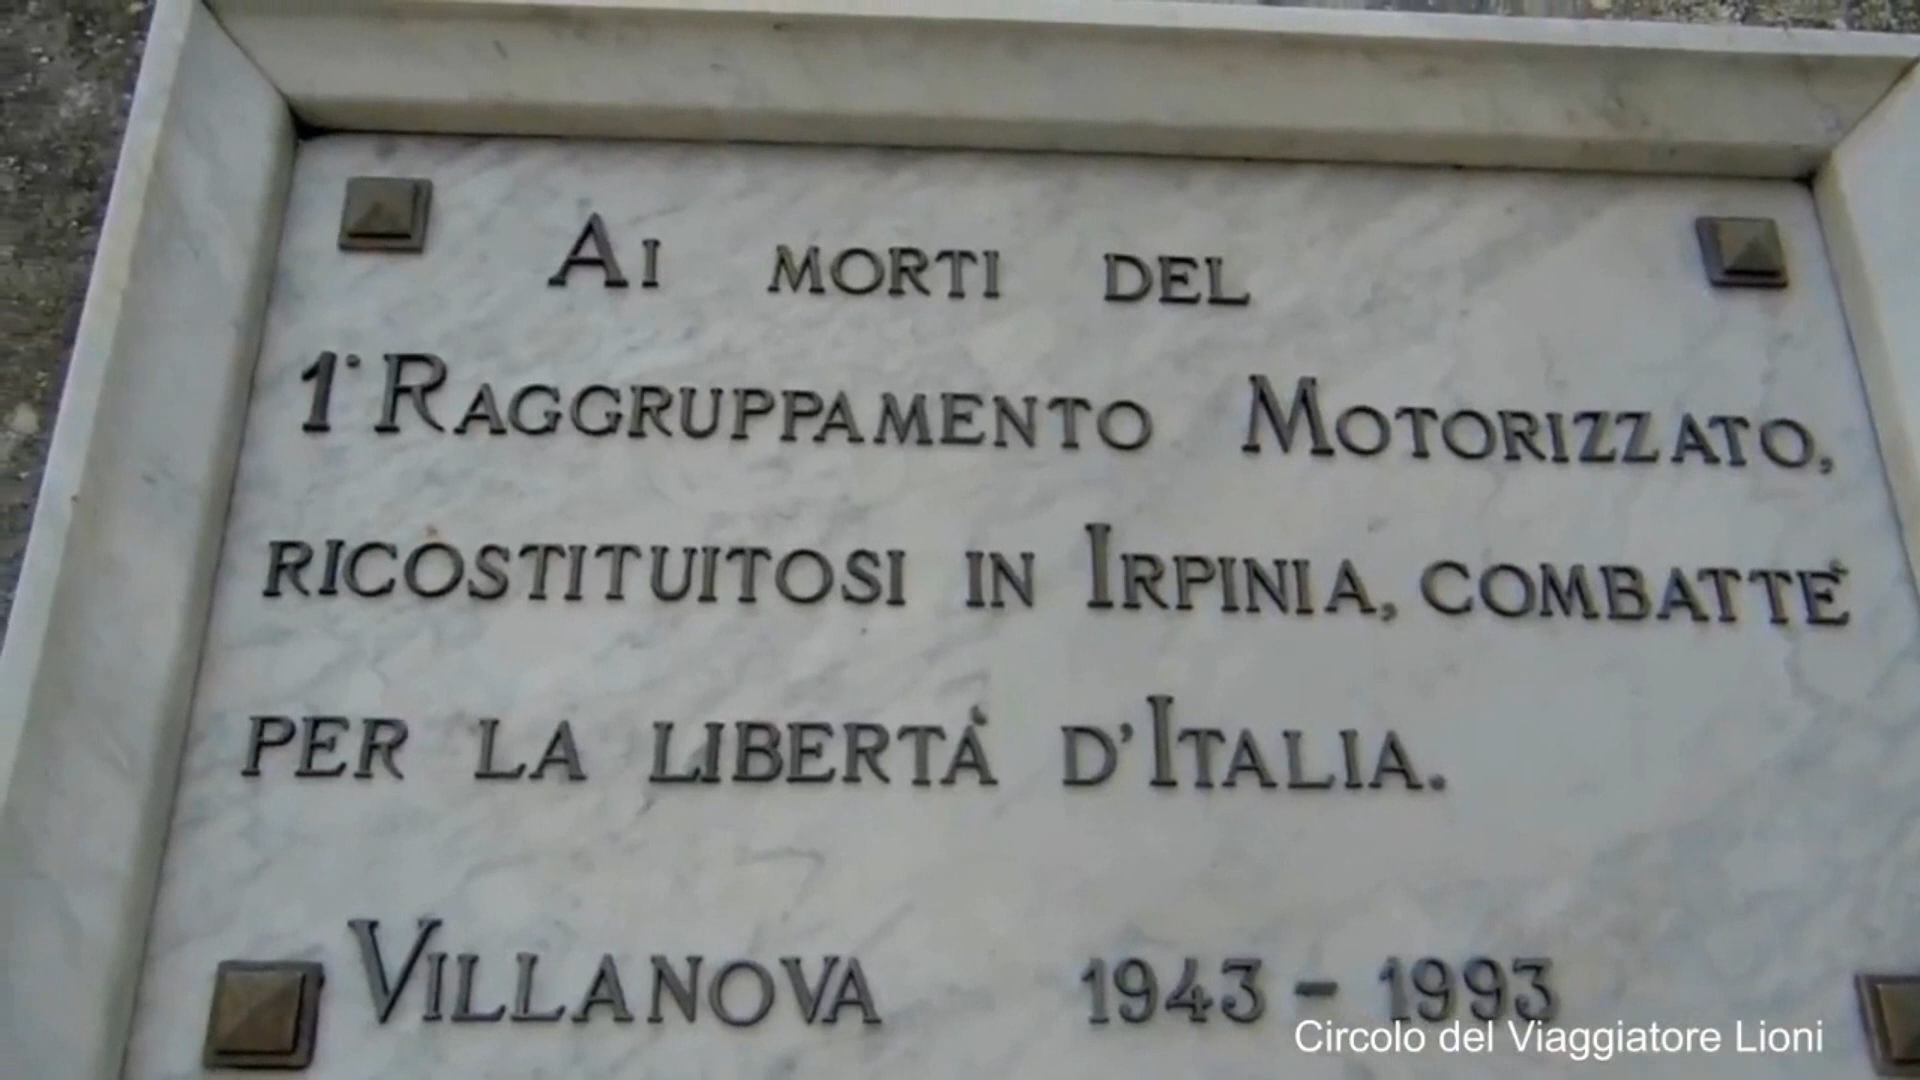 Ai MORTI DEL
1° RAGGRUPPAMENTO MOTORIZZATO,
RICOSTITUITOSI IN IRPINIA, COMBATTÉ
PER LA LIBERTÀ D'ITALIA.
VILLANOVA 1943 - 1993
Circolo del Viaggiatore Lioni